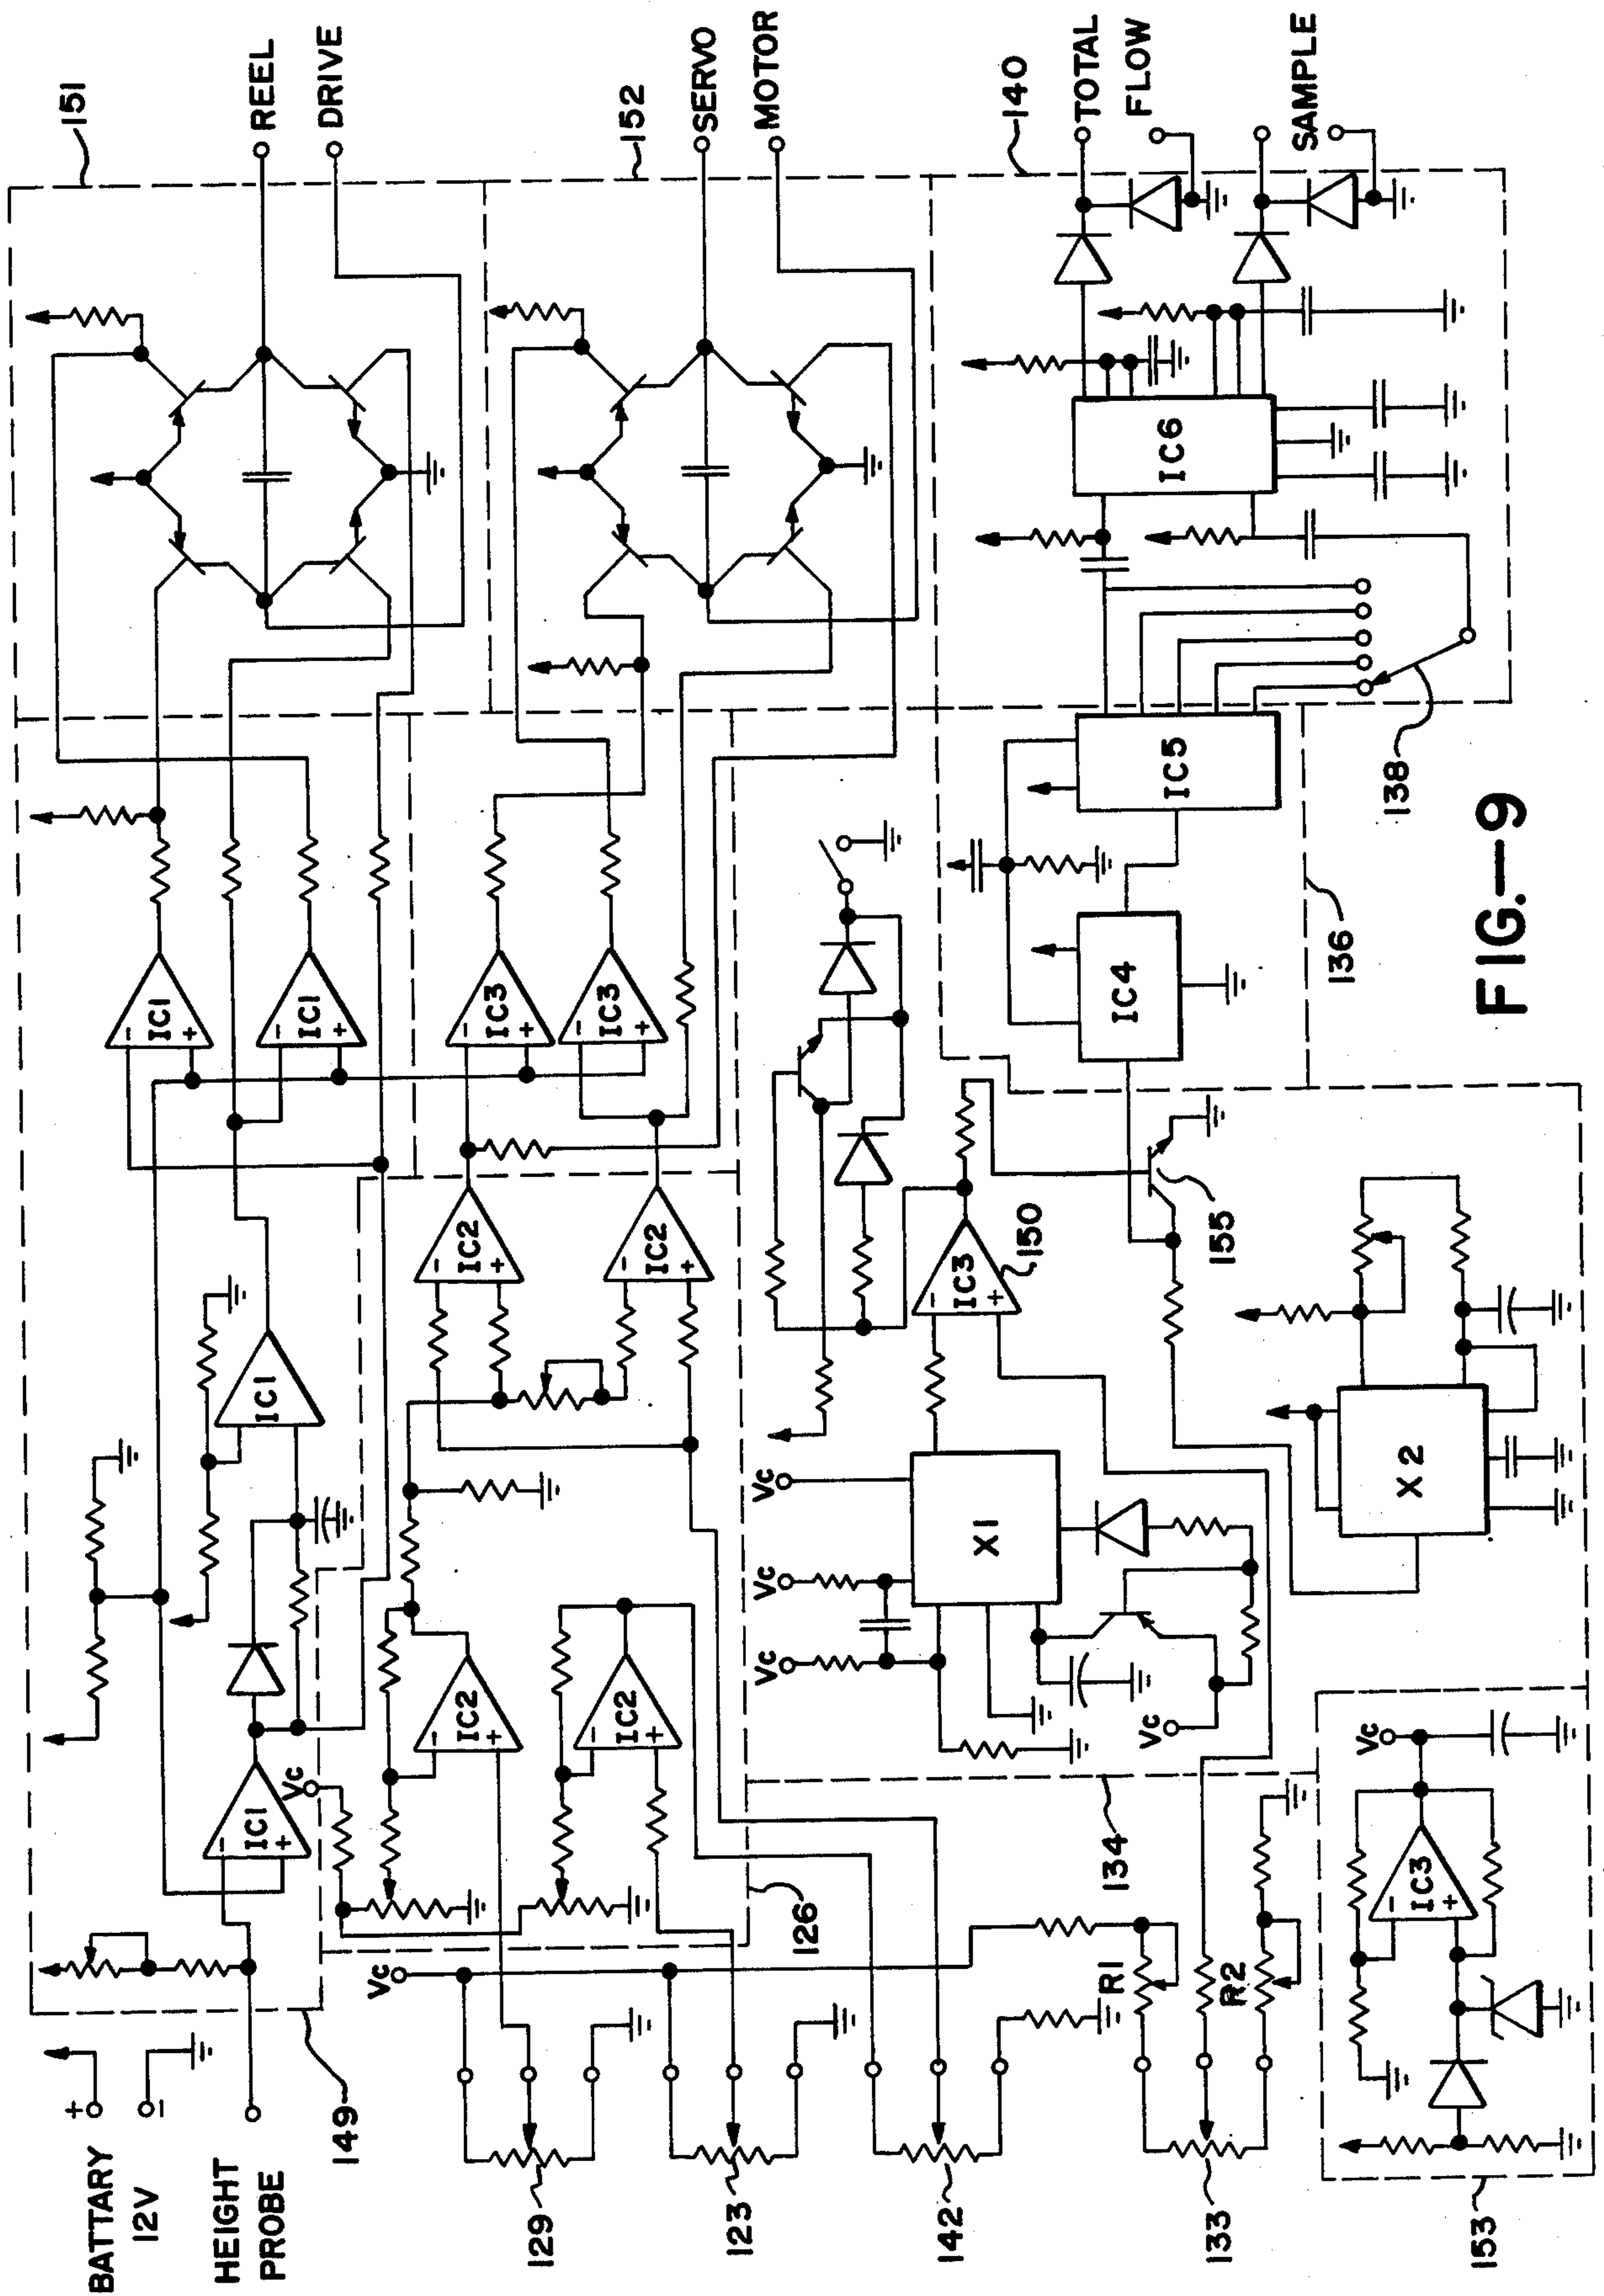 151
REEL
DRIVE
152
SERVO
MOTOR
140
TOTAL
FLOW
SAMPLE
IC1
-
+
IC1
-
+
IC1
IC1
-
+
Vc
IC3
-
+
IC3
-
+
IC2
-
+
IC2
-
+
IC2
-
+
IC2
-
+
IC6
IC5
IC4
138
136
IC3
-
+
150
155
X1
Vc
Vc
Vc
Vc
X2
134
126
Vc
R1
R2
IC3
-
+
Vc
153
BATTARY
12V
+
-
HEIGHT
PROBE
149
129
123
142
133
FIG.-9